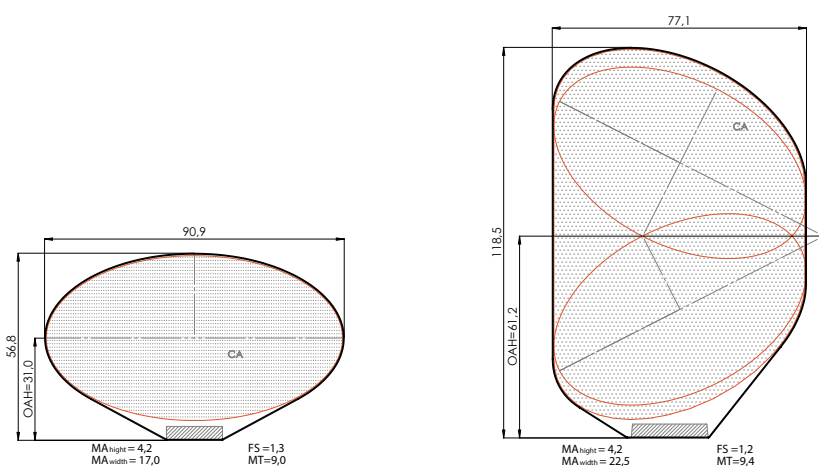 77,1
CA
118,5
OAH=61,2
90,9
56,8
OAH=31,0
CA
MAhight = 4,2 FS =1,3
MAwidth = 17,0 MT=9,0
MAhight = 4,2 FS =1,2
MAwidth = 22,5 MT=9,4